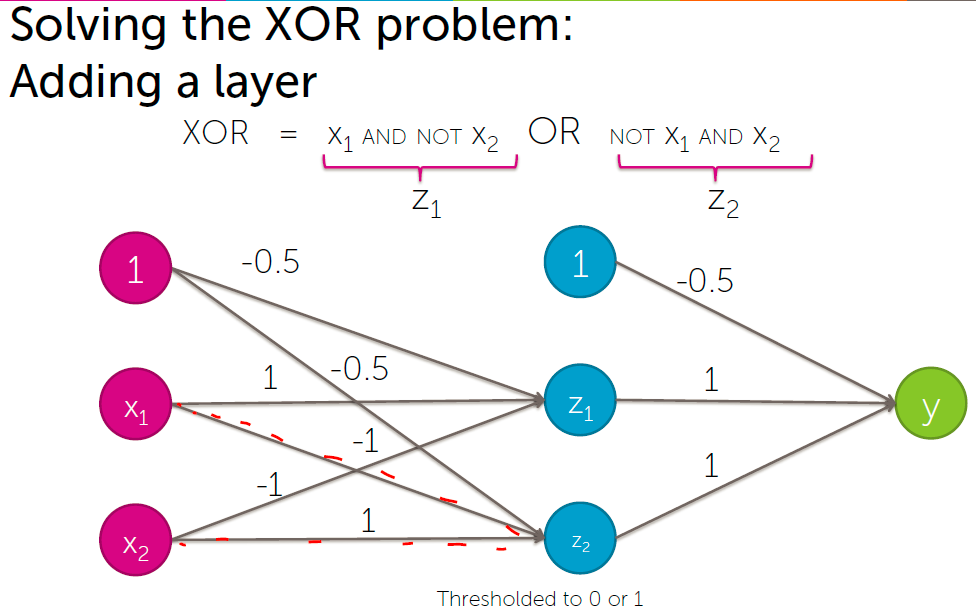 Solving the XOR problem:
Adding a layer
XOR = X₁ AND NOT X₂ OR NOT X₁ AND X₂
Z₁ Z₂
1 -0.5 1 -0.5
1 -0.5 1
x₁ z₁ y
-1
-1 1
1
x₂ z₂
Thresholded to 0 or 1